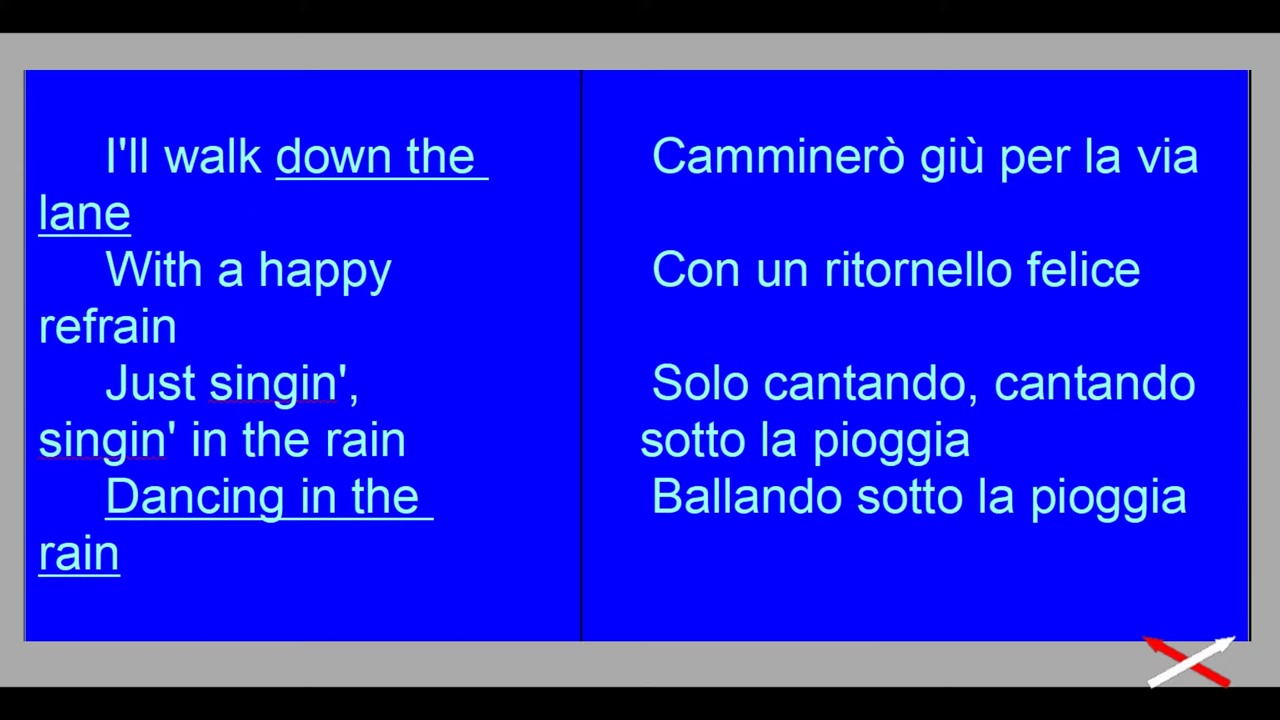 I'll walk down the
lane
With a happy
refrain
Just singin',
singin' in the rain
Dancing in the
rain
Camminerò giù per la via
Con un ritornello felice
Solo cantando, cantando
sotto la pioggia
Ballando sotto la pioggia